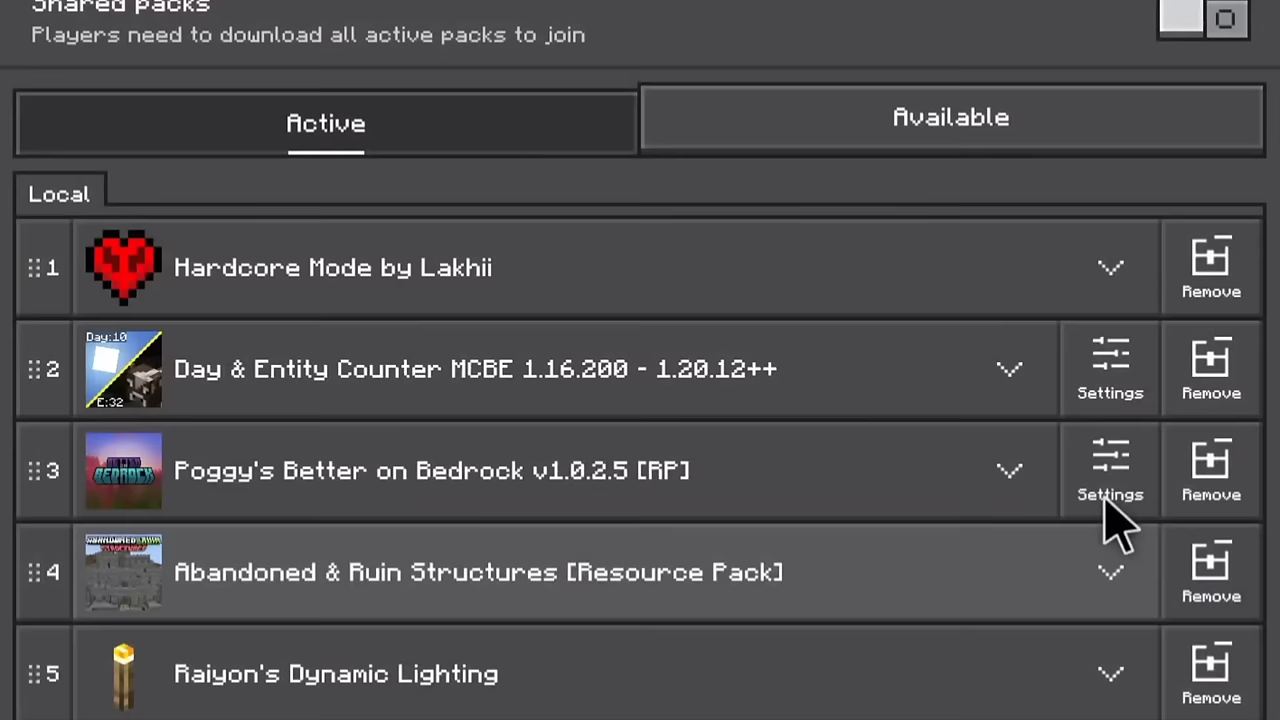 Shared packs
Players need to download all active packs to join
Active
Available
Local
1
Hardcore Mode by Lakhii
Remove
2
Day:10
E:32
Day & Entity Counter MCBE 1.16.200 - 1.20.12++
Settings
Remove
3
BEDROCK
Poggy's Better on Bedrock v1.0.2.5 [RP]
Settings
Remove
4
Abandoned & Ruin Structures [Resource Pack]
Remove
5
Raiyon's Dynamic Lighting
Remove